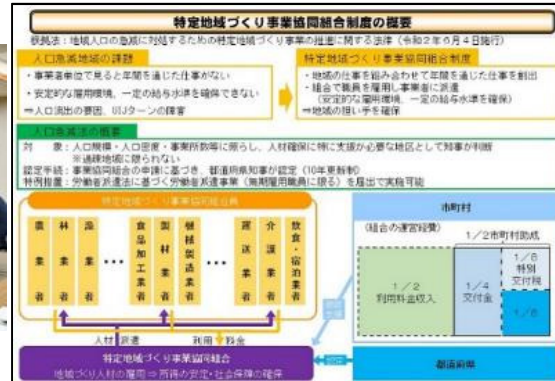 特定地域づくり事業協同組合制度の概要
根拠法：地域人口の急減に対処するための特定地域づくり事業の推進に関する法律（令和2年6月4日施行）
人口急減地域の課題
・事業者単位で見ると年間を通じた仕事がない
・安定的な雇用環境、一定の給与水準を確保できない
⇒人口流出の要因、UIJターンの障害
特定地域づくり事業協同組合制度
・地域の仕事を組み合わせて年間を通じた仕事を創出
・組合で職員を雇用し事業者に派遣
（安定的な雇用環境、一定の給与水準を確保）
⇒地域の担い手を確保
人口急減法の概要
対　象：人口規模・人口密度・事業所数等に照らし、人材確保に特に支援が必要な地区として知事が判断
※過疎地域に限られない
認定手続：事業協同組合の申請に基づき、都道府県知事が認定（10年更新制）
特例措置：労働者派遣法に基づく労働者派遣事業（無期雇用職員に限る）を届出で実施可能
特定地域づくり事業協同組合員
農業者
林業者
漁業者
…
食品加工業者
製材業者
機械製造業者
…
運送業者
介護業者
飲食・宿泊業者
人材派遣
利用料金
特定地域づくり事業協同組合
地域づくり人材の雇用⇒所得の安定・社会保障の確保
市町村
（組合の運営経費）
1／2市町村助成
1／2
利用料金収入
1／4
交付金
1／8
特別
交付税
1／8
都道府県